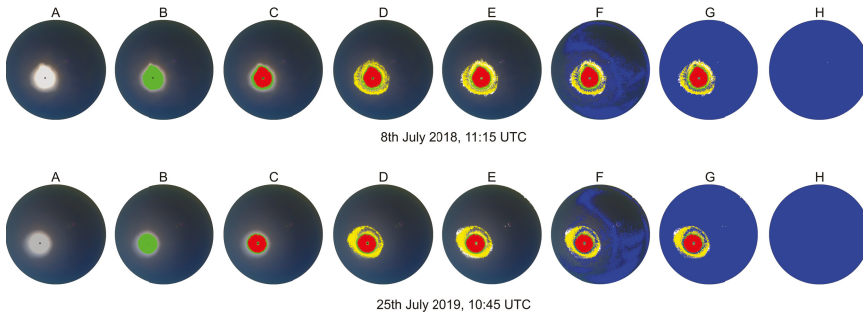 A B C D E F G H
8th July 2018, 11:15 UTC
A B C D E F G H
25th July 2019, 10:45 UTC